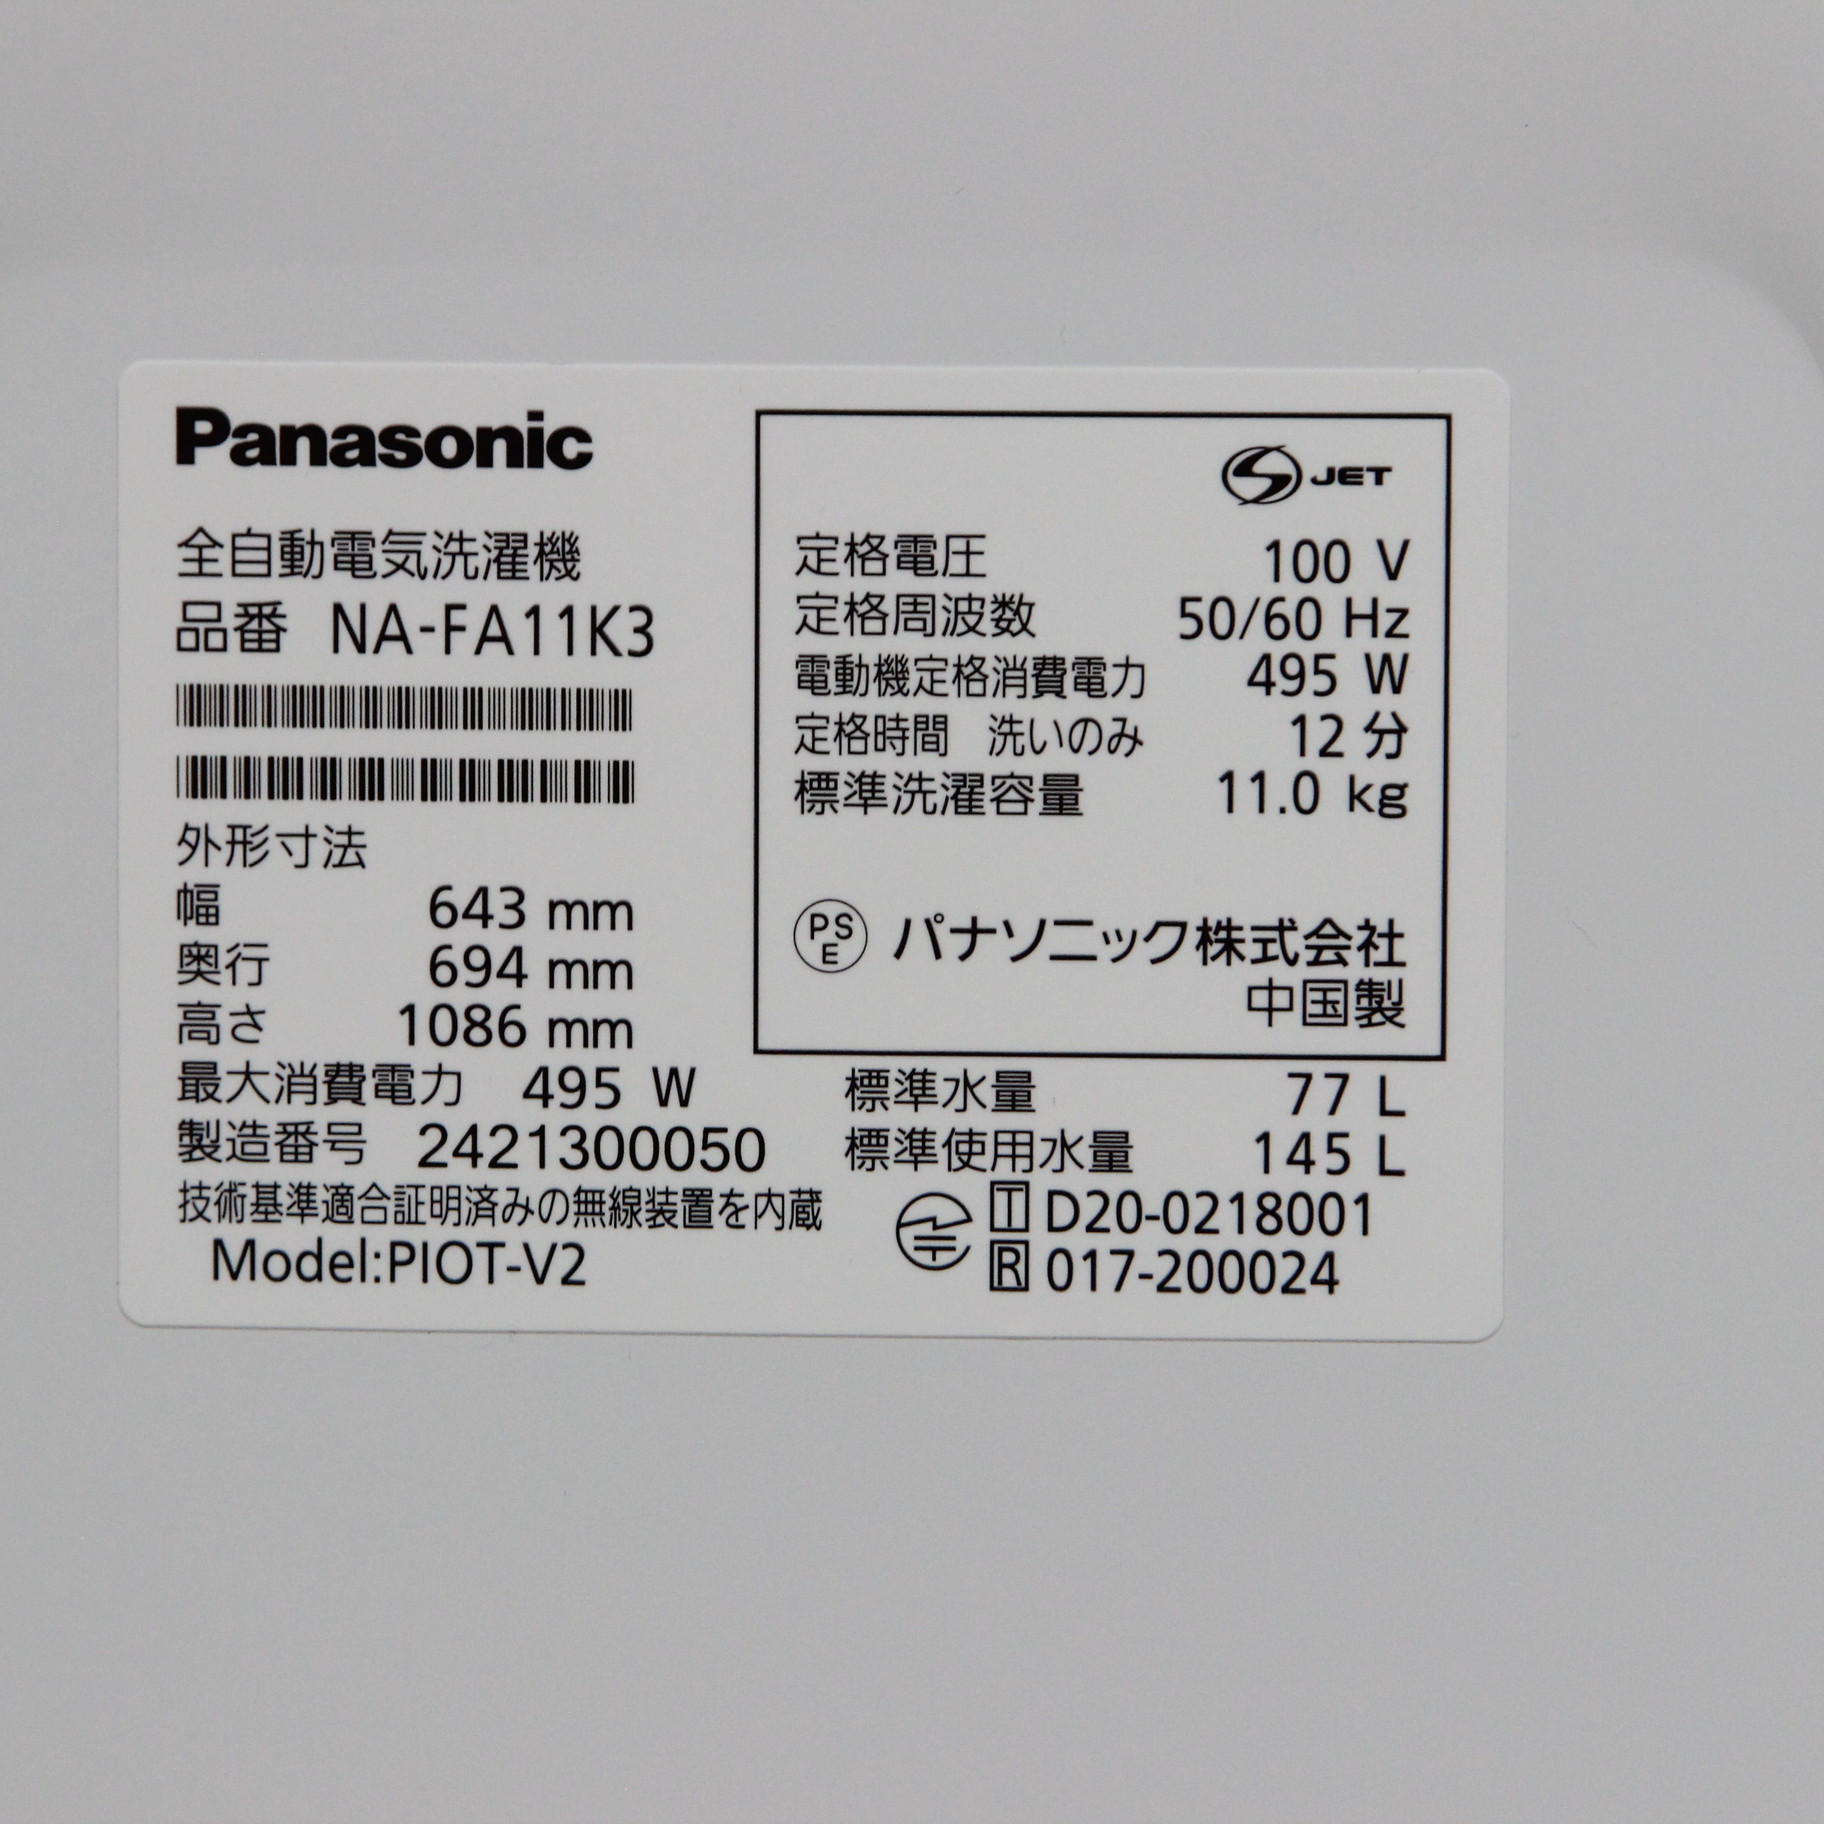 Panasonic
全自動電気洗濯機
品番 NA-FA11K3
外形寸法
幅 643 mm
奥行 694 mm
高さ 1086 mm
最大消費電力 495 W
製造番号 2421300050
技術基準適合証明済みの無線装置を内蔵
Model:PIOT-V2
S JET
定格電圧 100 V
定格周波数 50/60 Hz
電動機定格消費電力 495 W
定格時間 洗いのみ 12 分
標準洗濯容量 11.0 kg
PS
E
パナソニック株式会社
中国製
標準水量 77 L
標準使用水量 145 L
T D20-0218001
R 017-200024